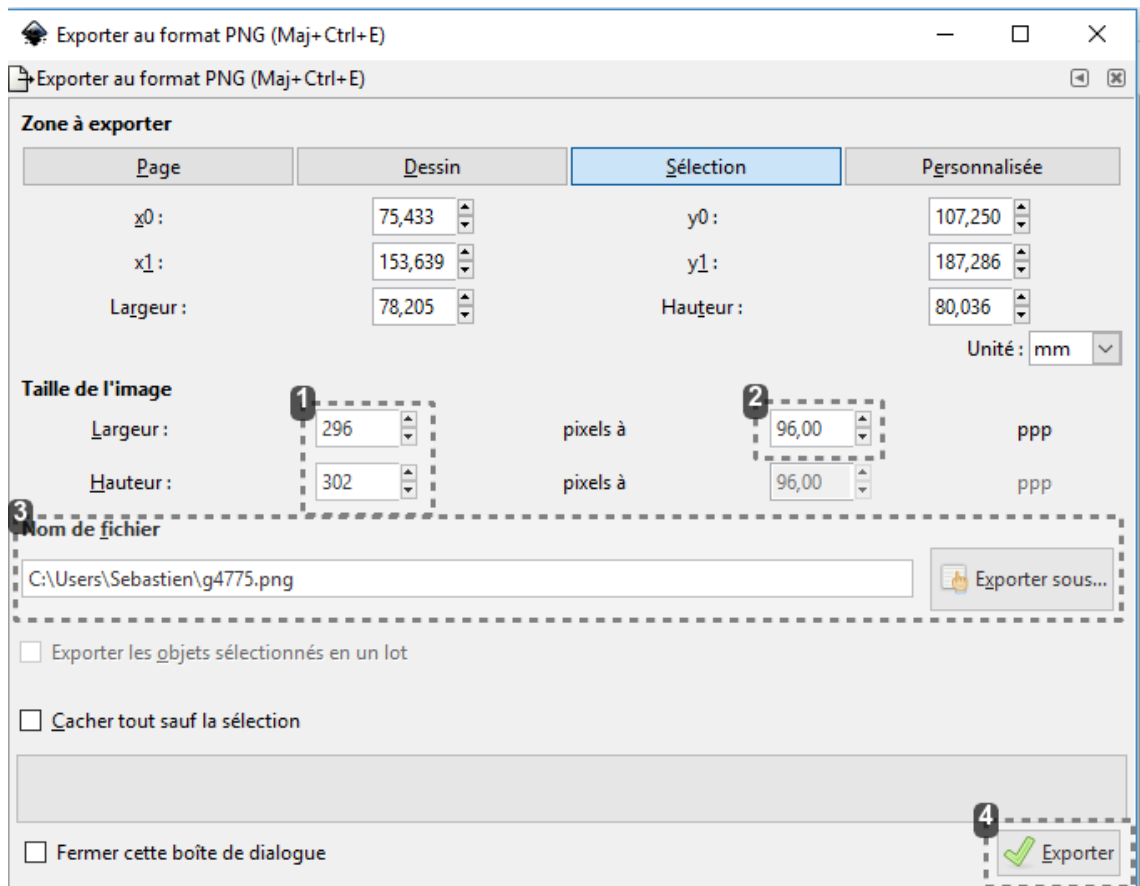 Exporter au format PNG (Maj+Ctrl+E)
Exporter au format PNG (Maj+Ctrl+E)
Zone à exporter
Page Dessin Sélection Personnalisée
x0 : 75,433 y0 : 107,250
x1 : 153,639 y1 : 187,286
Largeur : 78,205 Hauteur : 80,036
Unité : mm
Taille de l'image
1 2
Largeur : 296 pixels à 96,00 ppp
Hauteur : 302 pixels à 96,00 ppp
3
Nom de fichier
C:\Users\Sebastien\g4775.png Exporter sous...
Exporter les objets sélectionnés en un lot
Cacher tout sauf la sélection
4
Fermer cette boîte de dialogue Exporter